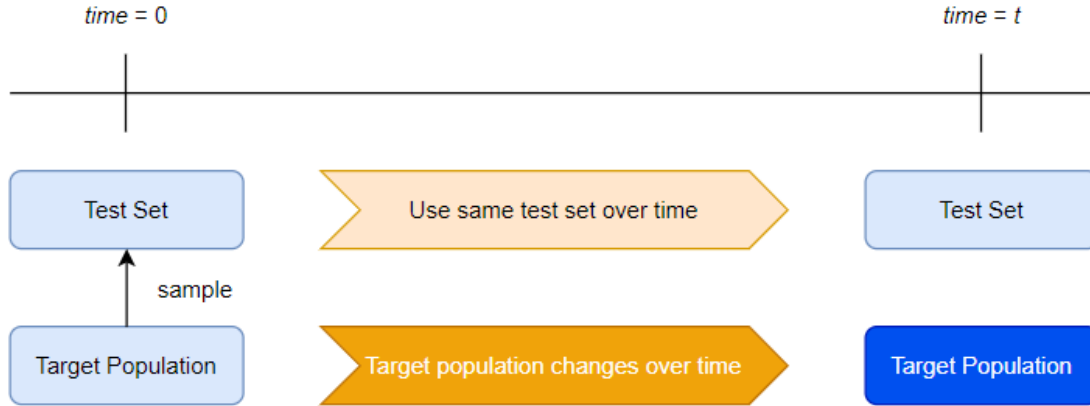 time = 0
time = t
Test Set
Use same test set over time
Test Set
sample
Target Population
Target population changes over time
Target Population